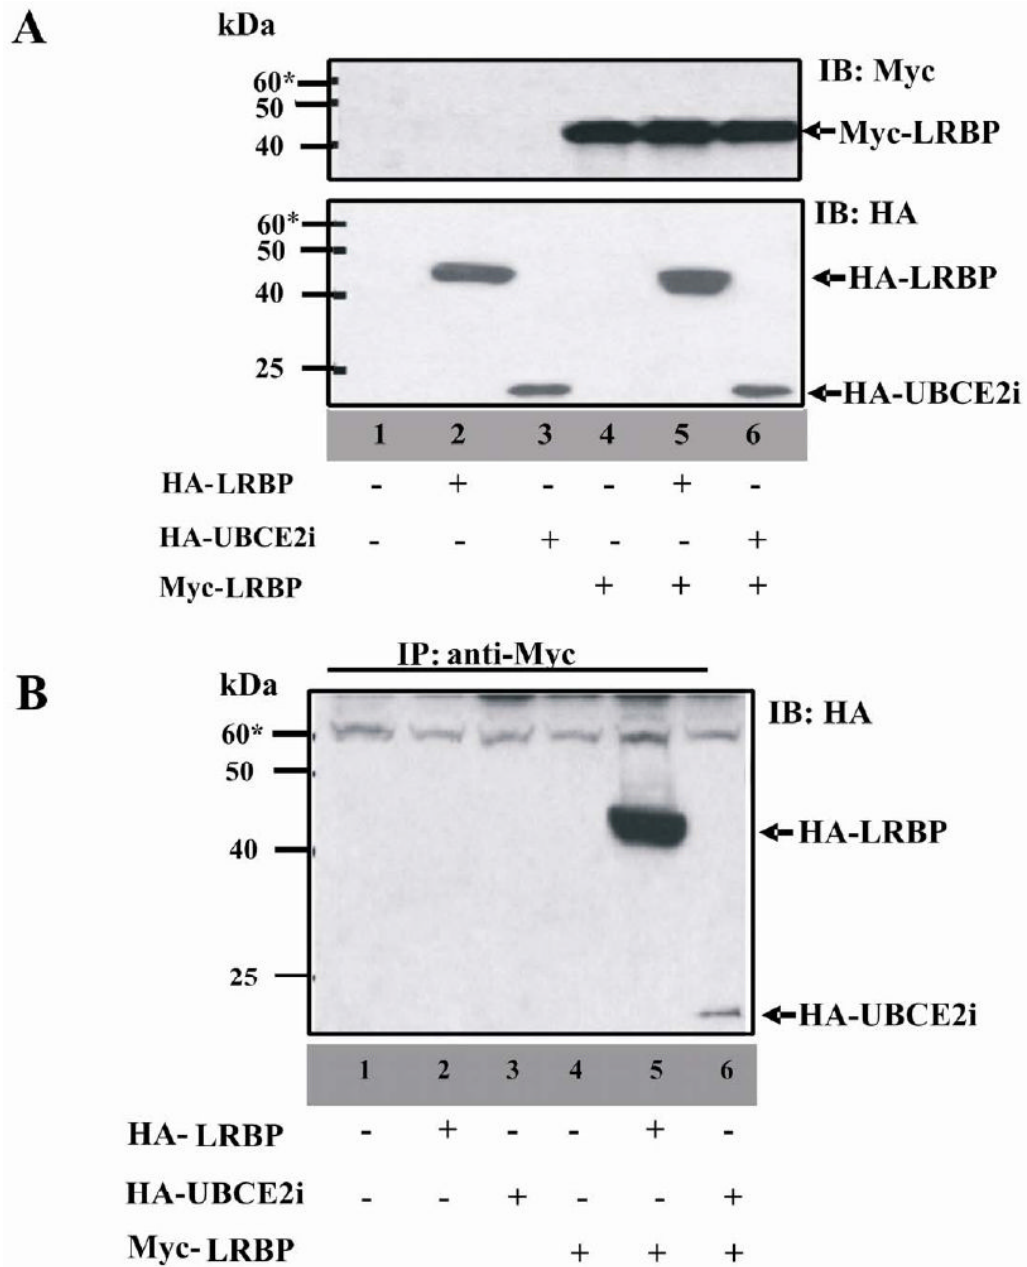 A
kDa
IB: Myc
60*
50
40
Myc-LRBP
IB: HA
60*
50
40
25
HA-LRBP
HA-UBCE2i
1 2 3 4 5 6
HA-LRBP - + - - + -
HA-UBCE2i - - + - - +
Myc-LRBP + + +
IP: anti-Myc
B
kDa
IB: HA
60*
50
40
25
HA-LRBP
HA-UBCE2i
1 2 3 4 5 6
HA- LRBP - + - - + -
HA-UBCE2i - - + - - +
Myc- LRBP + + +